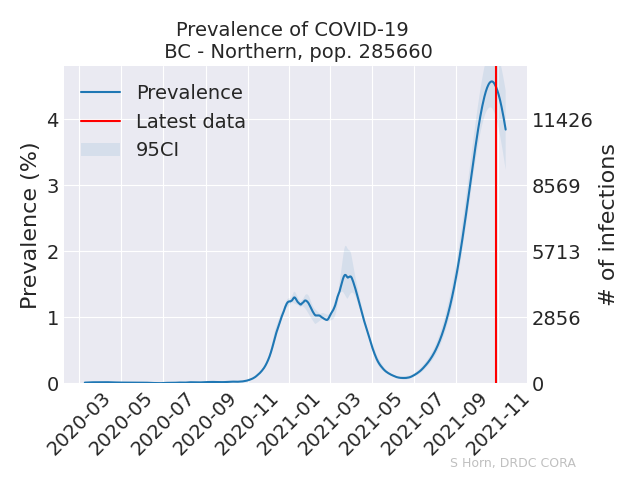 Prevalence of COVID-19
BC - Northern, pop. 285660
Prevalence
Latest data
95CI
Prevalence (%)
4
3
2
1
0
11426
8569
5713
2856
0
# of infections
2020-03
2020-05
2020-07
2020-09
2020-11
2021-01
2021-03
2021-05
2021-07
2021-09
2021-11
S Horn, DRDC CORA